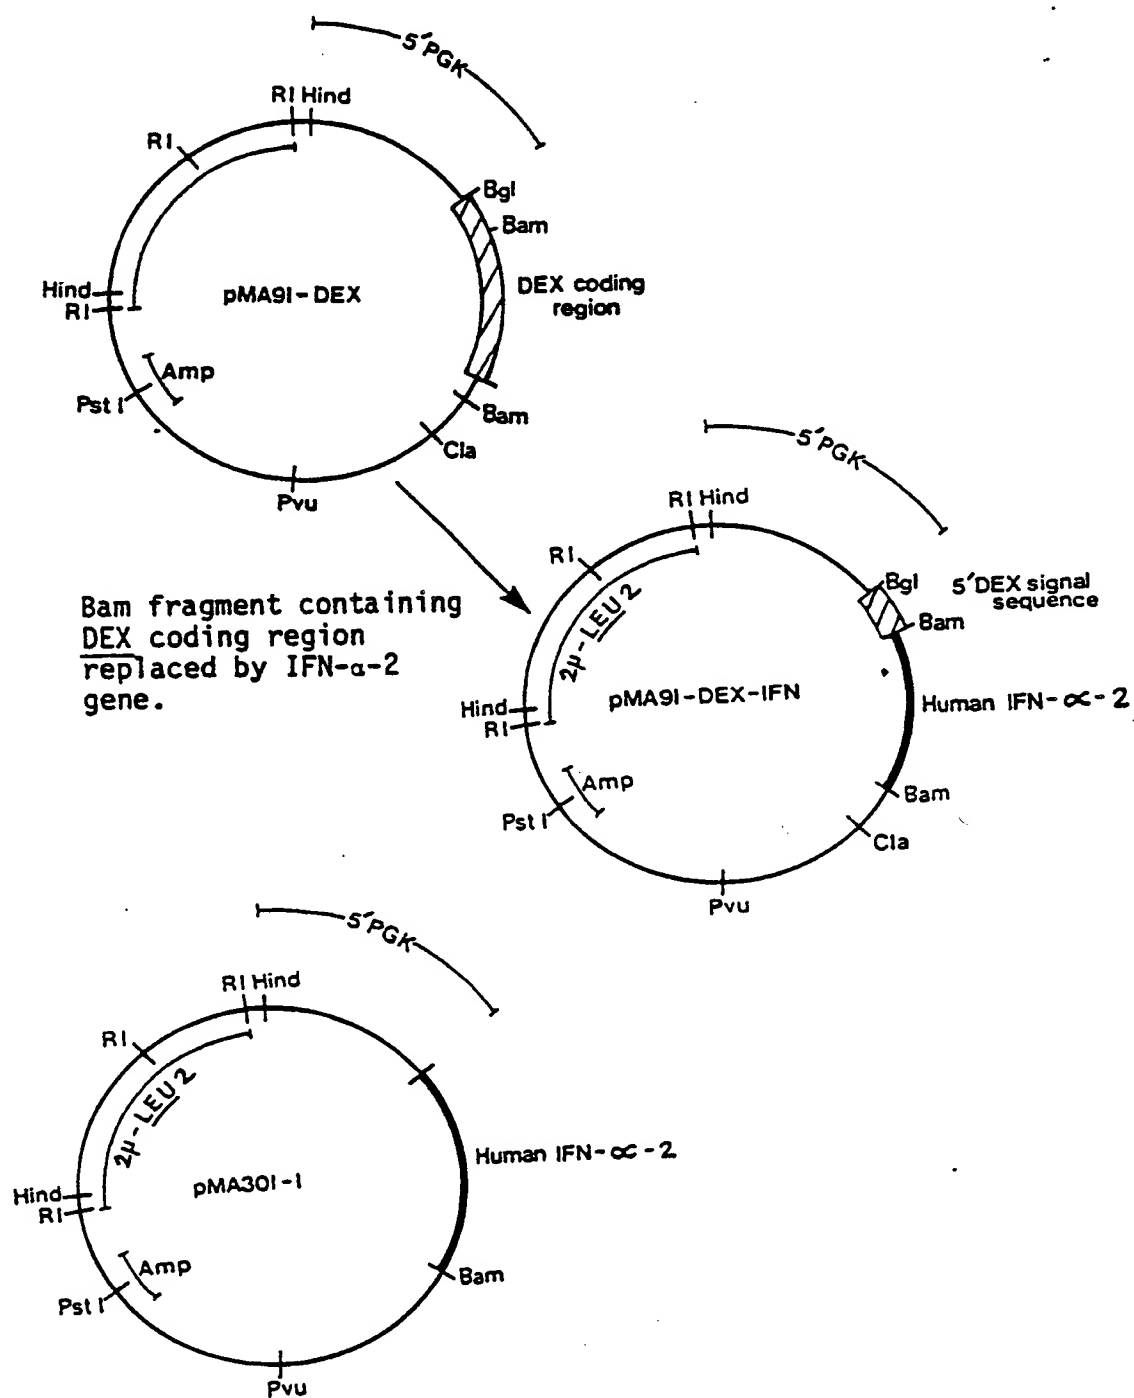 5'PGK
RI Hind
RI
Bgl
Bam
DEX coding
region
pMA91-DEX
Hind
RI
Amp
Pst I
Bam
Cla
Pvu
Bam fragment containing
DEX coding region
replaced by IFN-α-2
gene.
5'PGK
RI Hind
RI
Bgl
5'DEX signal
sequence
Bam
2μ-LEU2
pMA91-DEX-IFN
Human IFN-α-2
Hind
RI
Amp
Pst I
Bam
Cla
Pvu
5'PGK
RI Hind
RI
2μ-LEU2
Human IFN-α-2
pMA301-1
Hind
RI
Amp
Pst I
Bam
Pvu